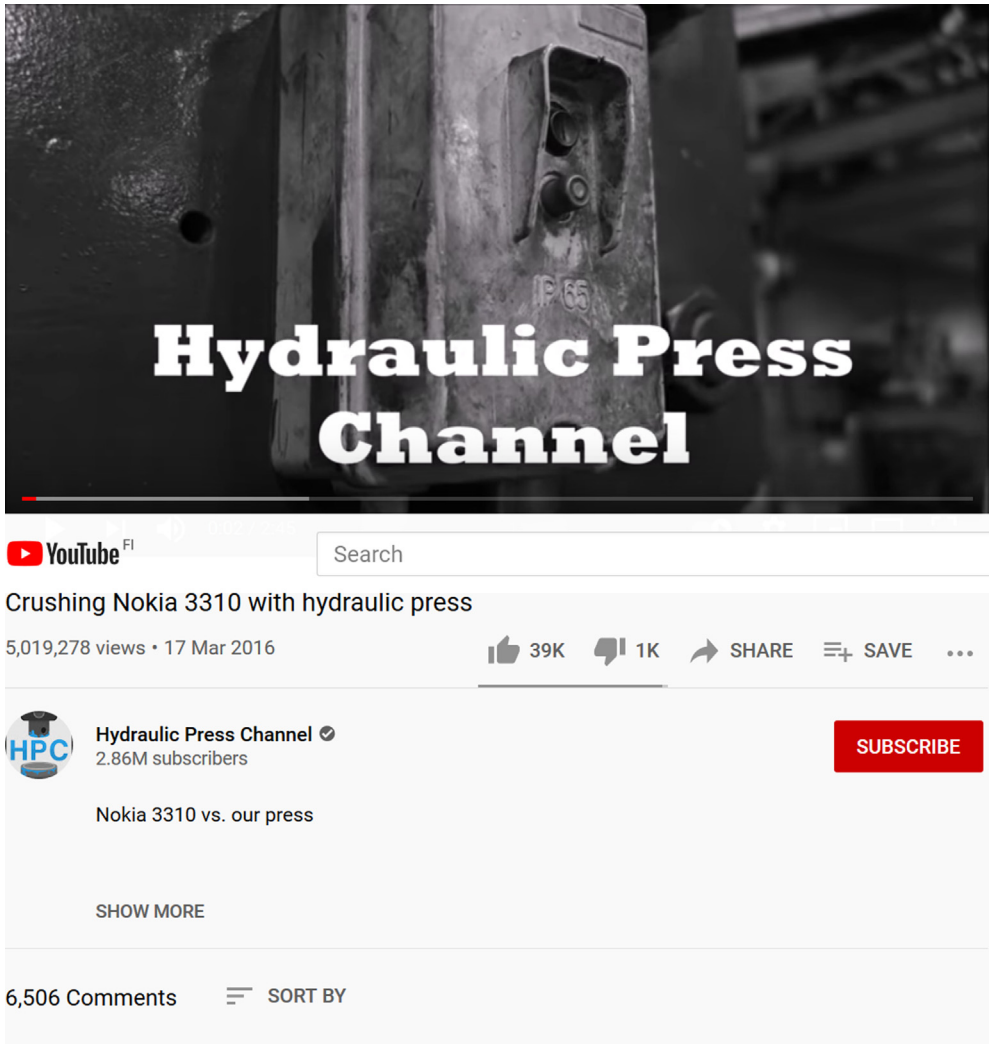 IP 65
Hydraulic Press
Channel
YouTube FI
Search
Crushing Nokia 3310 with hydraulic press
5,019,278 views • 17 Mar 2016
39K
1K
SHARE
SAVE
HPC
Hydraulic Press Channel
2.86M subscribers
SUBSCRIBE
Nokia 3310 vs. our press
SHOW MORE
6,506 Comments
SORT BY